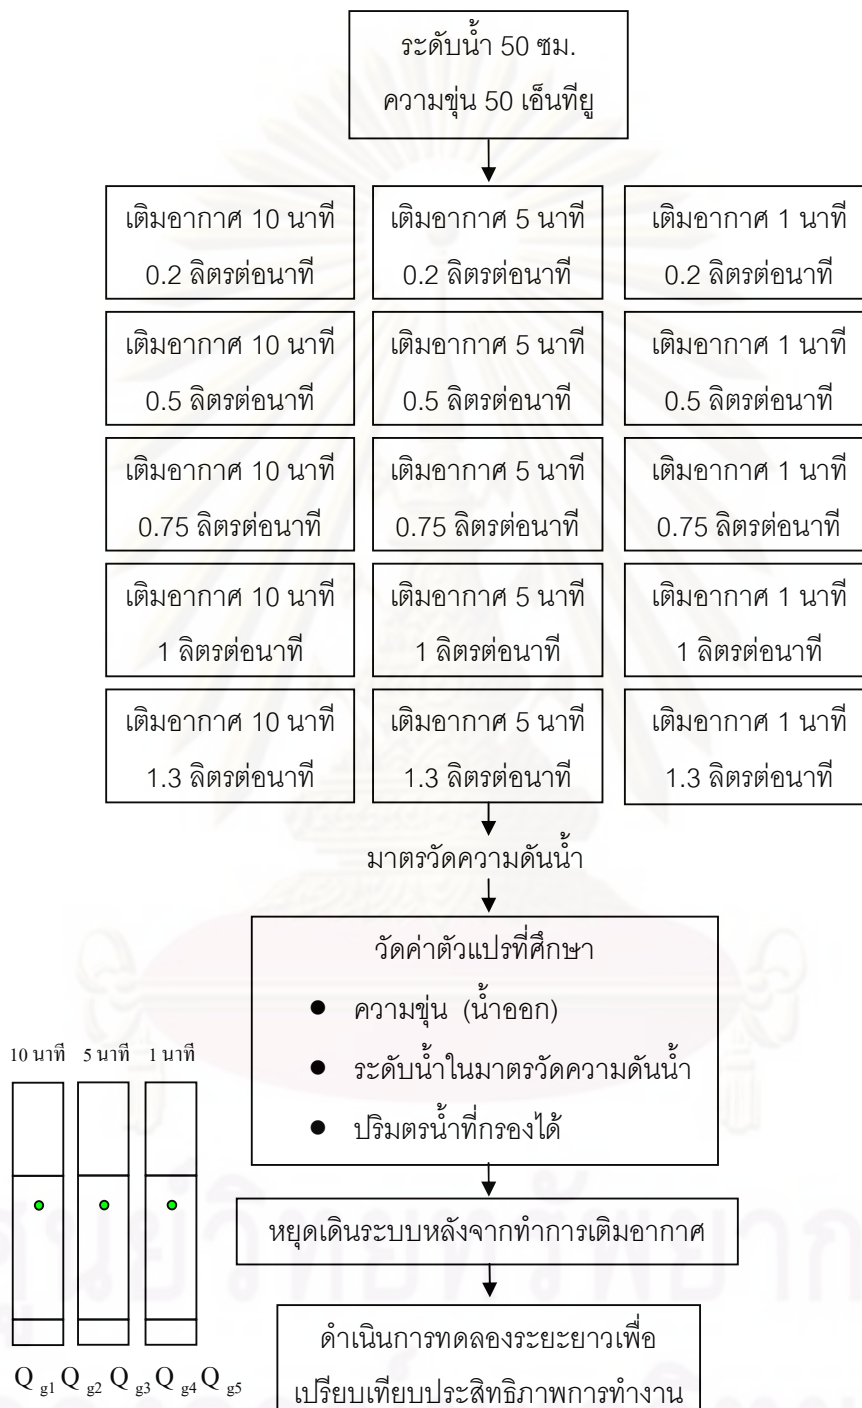 ระดับน้ำ 50 ซม.
ความขุ่น 50 เอ็นทียู
เติมอากาศ 10 นาที
0.2 ลิตรต่อนาที
เติมอากาศ 5 นาที
0.2 ลิตรต่อนาที
เติมอากาศ 1 นาที
0.2 ลิตรต่อนาที
เติมอากาศ 10 นาที
0.5 ลิตรต่อนาที
เติมอากาศ 5 นาที
0.5 ลิตรต่อนาที
เติมอากาศ 1 นาที
0.5 ลิตรต่อนาที
เติมอากาศ 10 นาที
0.75 ลิตรต่อนาที
เติมอากาศ 5 นาที
0.75 ลิตรต่อนาที
เติมอากาศ 1 นาที
0.75 ลิตรต่อนาที
เติมอากาศ 10 นาที
1 ลิตรต่อนาที
เติมอากาศ 5 นาที
1 ลิตรต่อนาที
เติมอากาศ 1 นาที
1 ลิตรต่อนาที
เติมอากาศ 10 นาที
1.3 ลิตรต่อนาที
เติมอากาศ 5 นาที
1.3 ลิตรต่อนาที
เติมอากาศ 1 นาที
1.3 ลิตรต่อนาที
มาตรวัดความดันน้ำ
วัดค่าตัวแปรที่ศึกษา
● ความขุ่น (น้ำออก)
● ระดับน้ำในมาตรวัดความดันน้ำ
● ปริมตรน้ำที่กรองได้
10 นาที 5 นาที 1 นาที
Q g1 Q g2 Q g3 Q g4 Q g5
หยุดเดินระบบหลังจากทำการเติมอากาศ
ดำเนินการทดลองระยะยาวเพื่อ
เปรียบเทียบประสิทธิภาพการทำงาน
ศูนย์วิทยทรัพยาก